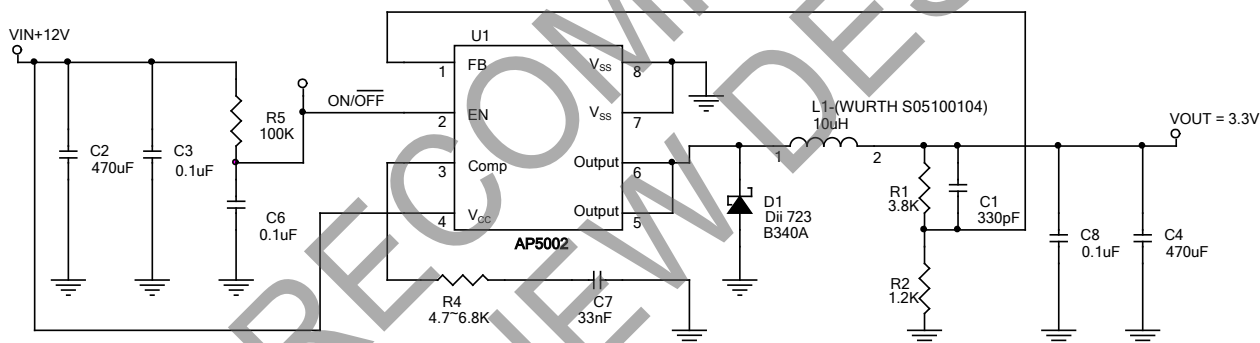 VIN+12V
U1
1
FB
VSS
8
ON/OFF
2
EN
VSS
7
3
Comp
Output
6
4
VCC
Output
5
AP5002
R5
100K
C2
470uF
C3
0.1uF
C6
0.1uF
R4
4.7~6.8K
C7
33nF
L1-(WURTH S05100104)
10uH
1
2
D1
Dii 723
B340A
R1
3.8K
C1
330pF
R2
1.2K
C8
0.1uF
C4
470uF
VOUT = 3.3V